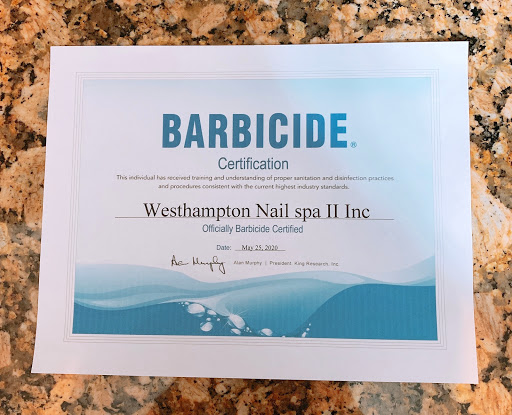 BARBICIDE®
Certification
This individual has received training and understanding of proper sanitation and disinfection practices
and procedures consistent with the current highest industry standards.
Westhampton Nail spa II Inc
Officially Barbicide Certified
Date: May 25, 2020
Alan Murphy | President, King Research, Inc.